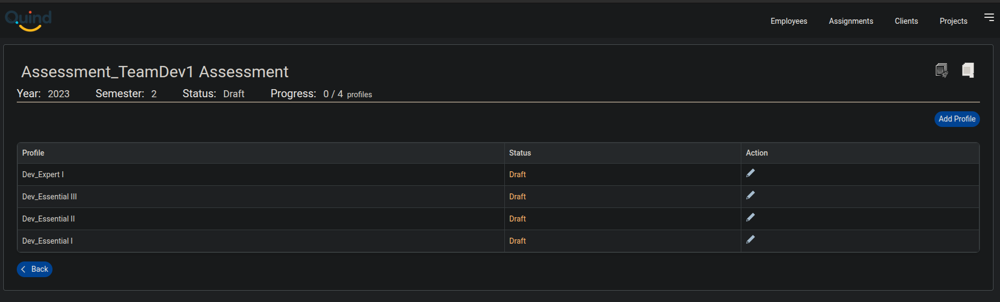 Quind
Employees Assignments Clients Projects
Assessment_TeamDev1 Assessment
Year: 2023 Semester: 2 Status: Draft Progress: 0 / 4 profiles
Add Profile
Profile Status Action
Dev_Expert I Draft
Dev_Essential III Draft
Dev_Essential II Draft
Dev_Essential I Draft
Back